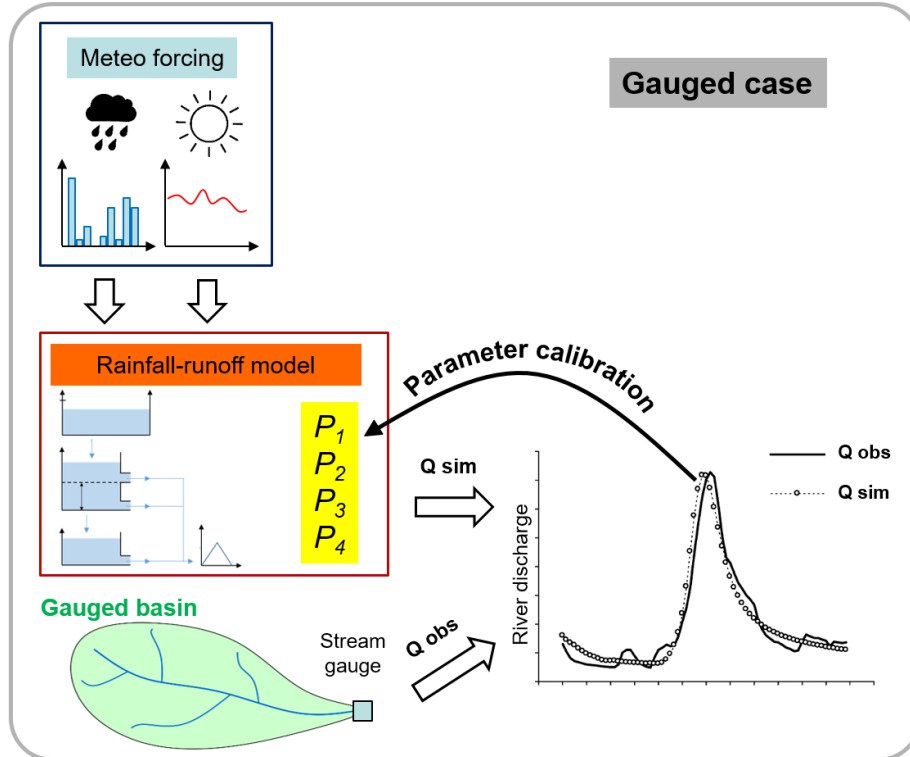 Meteo forcing
Gauged case
Rainfall-runoff model
P1
P2
P3
P4
Parameter calibration
Q sim
Q obs
Q sim
River discharge
Gauged basin
Stream
gauge
Q obs